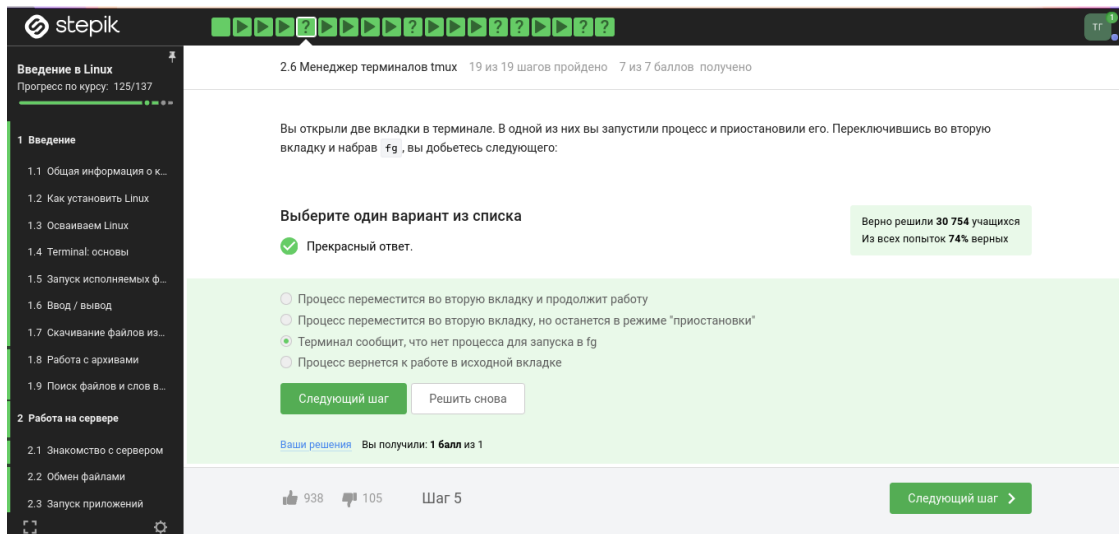 stepik
ТГ
1
Введение в Linux
Прогресс по курсу: 125/137
2.6 Менеджер терминалов tmux 19 из 19 шагов пройдено 7 из 7 баллов получено
1 Введение
1.1 Общая информация о к...
1.2 Как установить Linux
1.3 Осваиваем Linux
1.4 Terminal: основы
1.5 Запуск исполняемых ф...
1.6 Ввод / вывод
1.7 Скачивание файлов из...
1.8 Работа с архивами
1.9 Поиск файлов и слов в...
2 Работа на сервере
2.1 Знакомство с сервером
2.2 Обмен файлами
2.3 Запуск приложений
Вы открыли две вкладки в терминале. В одной из них вы запустили процесс и приостановили его. Переключившись во вторую
вкладку и набрав fg , вы добьетесь следующего:
Выберите один вариант из списка
Прекрасный ответ.
Верно решили 30 754 учащихся
Из всех попыток 74% верных
Процесс переместится во вторую вкладку и продолжит работу
Процесс переместится во вторую вкладку, но останется в режиме "приостановки"
Терминал сообщит, что нет процесса для запуска в fg
Процесс вернется к работе в исходной вкладке
Следующий шаг Решить снова
Ваши решения Вы получили: 1 балл из 1
938 105 Шаг 5 Следующий шаг